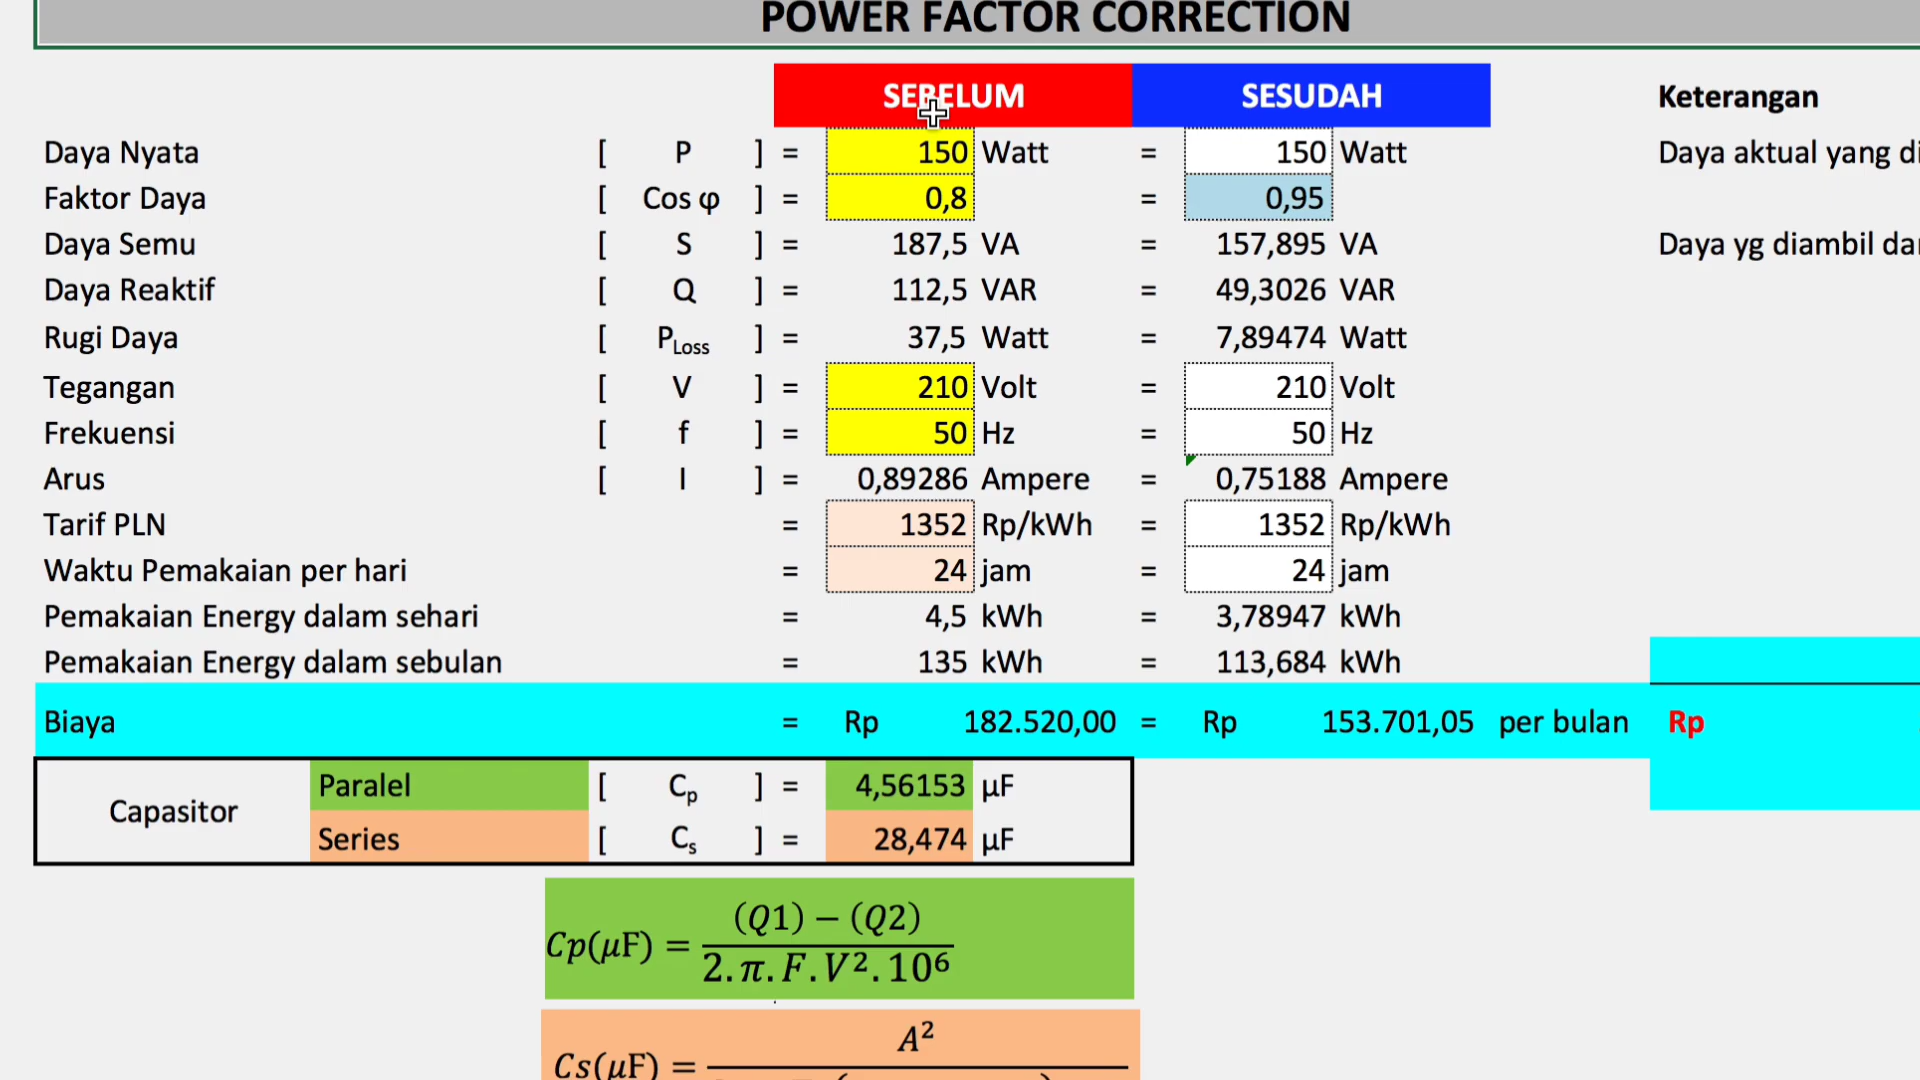 POWER FACTOR CORRECTION
SEBELUM SESUDAH Keterangan
Daya Nyata [ P ] = 150 Watt = 150 Watt Daya aktual yang di
Faktor Daya [ Cos φ ] = 0,8 = 0,95
Daya Semu [ S ] = 187,5 VA = 157,895 VA Daya yg diambil dar
Daya Reaktif [ Q ] = 112,5 VAR = 49,3026 VAR
Rugi Daya [ PLoss ] = 37,5 Watt = 7,89474 Watt
Tegangan [ V ] = 210 Volt = 210 Volt
Frekuensi [ f ] = 50 Hz = 50 Hz
Arus [ I ] = 0,89286 Ampere = 0,75188 Ampere
Tarif PLN = 1352 Rp/kWh = 1352 Rp/kWh
Waktu Pemakaian per hari = 24 jam = 24 jam
Pemakaian Energy dalam sehari = 4,5 kWh = 3,78947 kWh
Pemakaian Energy dalam sebulan = 135 kWh = 113,684 kWh
Biaya = Rp 182.520,00 = Rp 153.701,05 per bulan Rp
Capasitor
Paralel [ Cp ] = 4,56153 μF
Series [ Cs ] = 28,474 μF
Cp(μF) = (Q1) − (Q2)
2.π.F.V².10⁶
Cs(μF) = A²